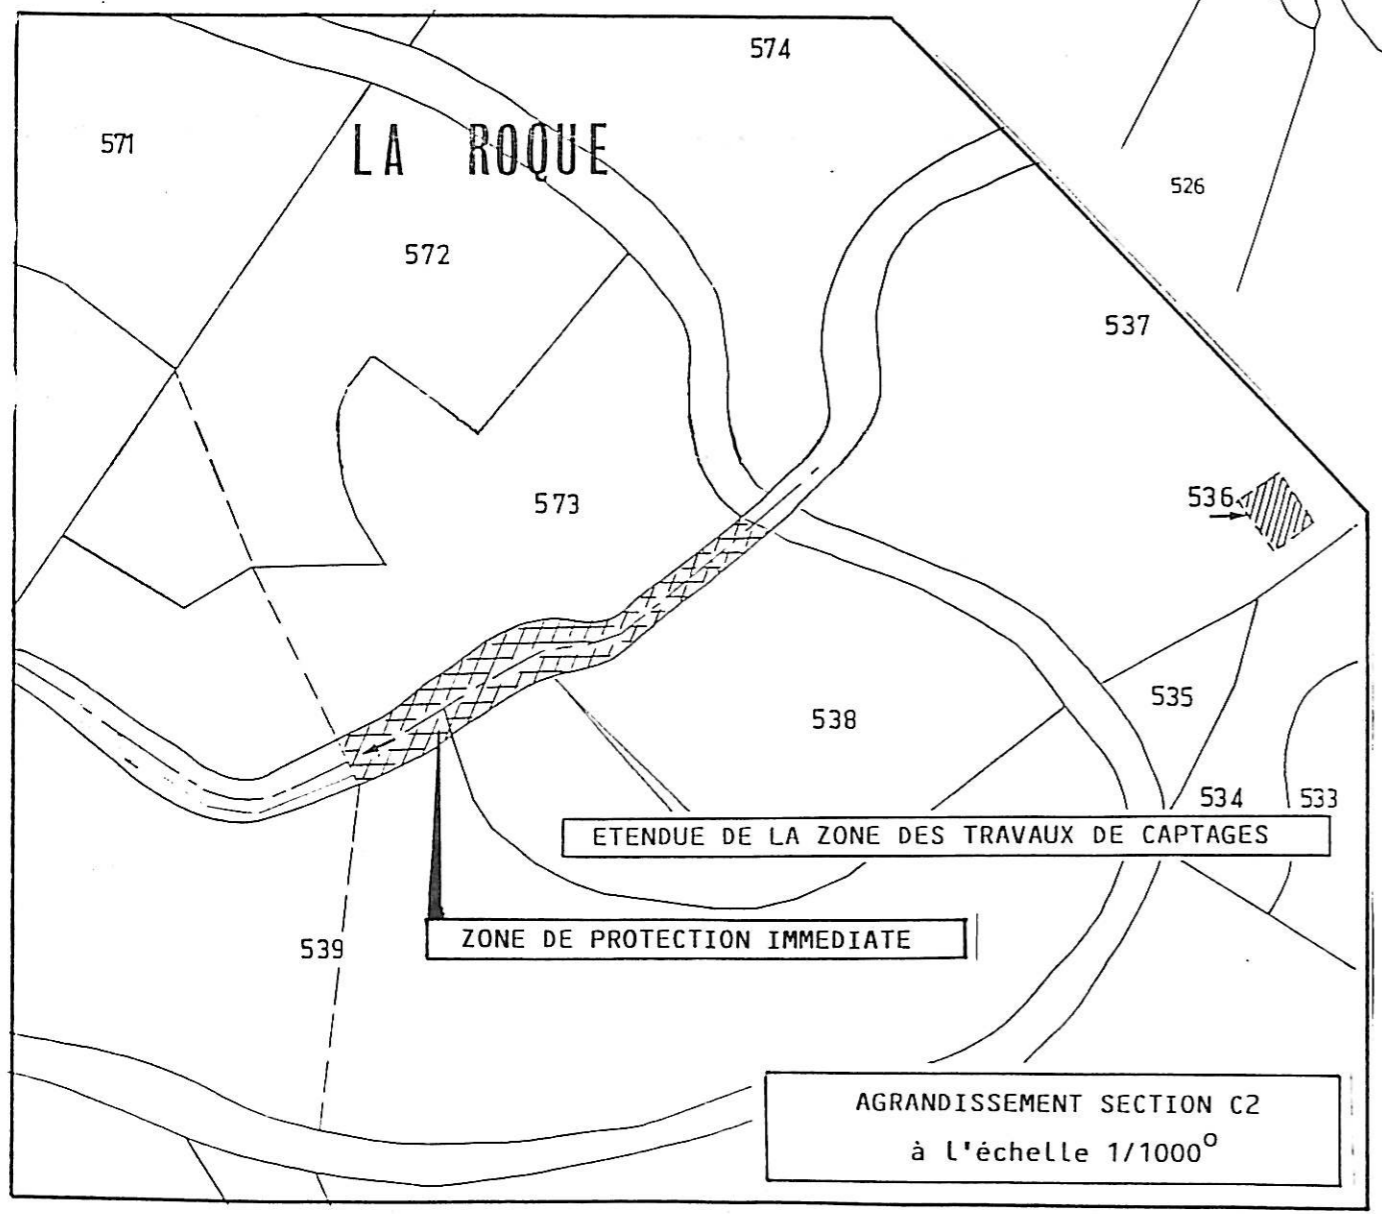 574
571
LA ROQUE
526
572
537
536
573
535
538
534
533
ETENDUE DE LA ZONE DES TRAVAUX DE CAPTAGES
539
ZONE DE PROTECTION IMMEDIATE
AGRANDISSEMENT SECTION C2
à l'échelle 1/1000°